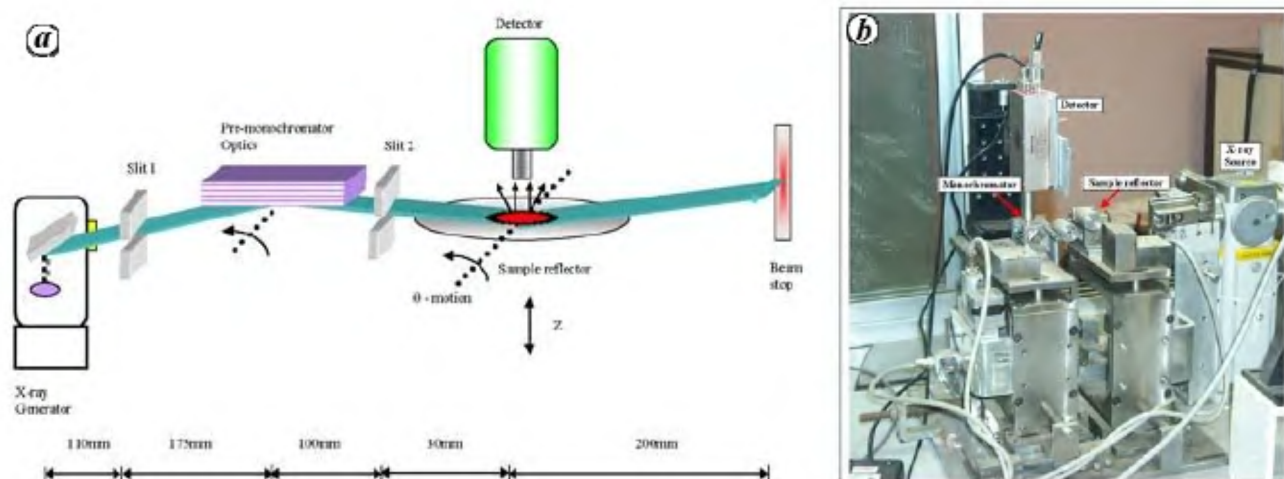 a
Detector
Pre-monochromator
Optics
Slit 1
Slit 2
Sample reflector
θ - motion
Z
Beam
stop
X-ray
Generator
110mm
175mm
100mm
200mm
b
Detector
X-ray
Source
Monochromator
Sample reflector